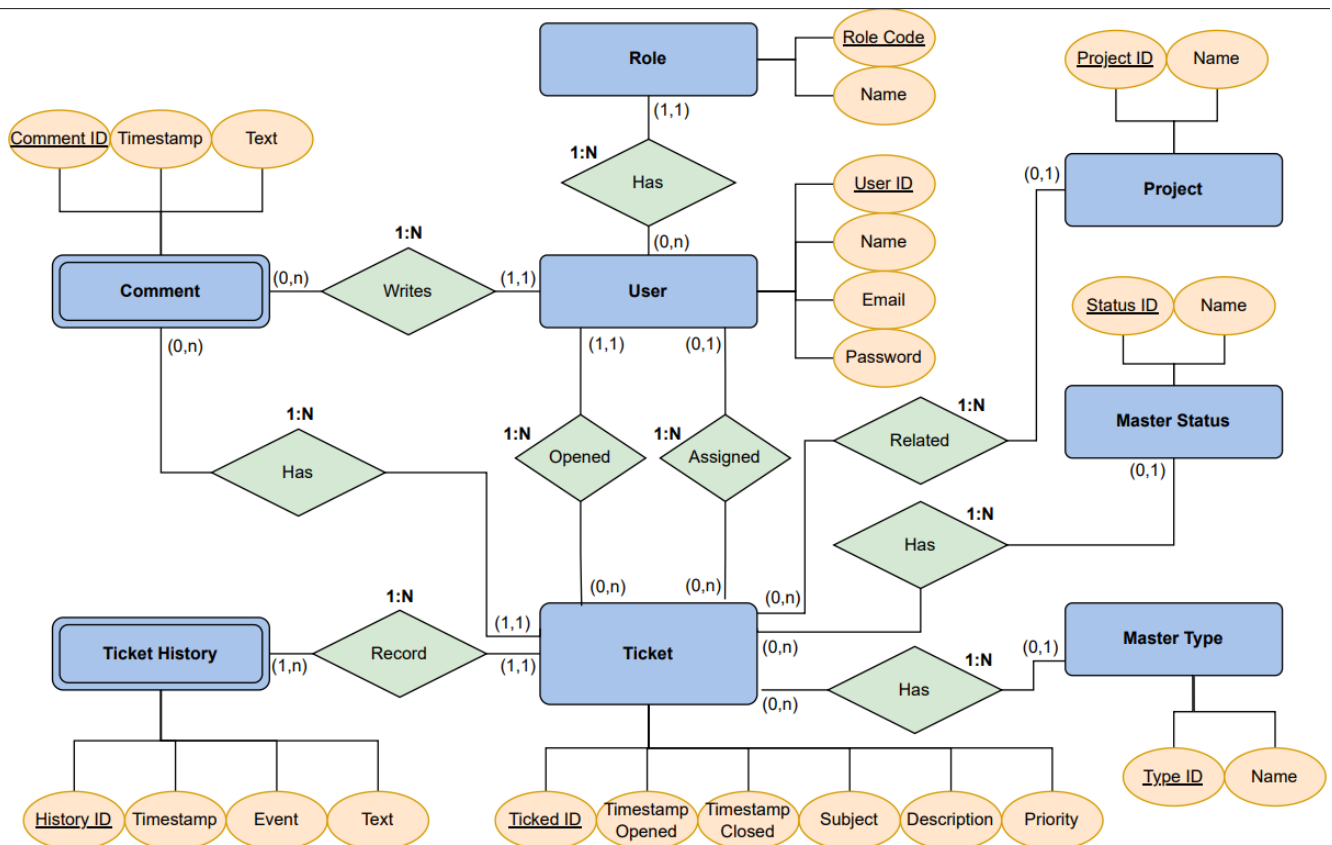 Role
Role Code
Name
(1,1)
1:N
Has
(0,n)
Project ID
Name
(0,1)
Project
Comment ID
Timestamp
Text
Comment
(0,n)
1:N
Writes
(1,1)
User
User ID
Name
Email
Password
Status ID
Name
Master Status
(0,1)
(0,n)
1:N
Has
(1,1)
(1,1)
1:N
Opened
(0,n)
(0,1)
1:N
Assigned
(0,n)
1:N
Related
(0,n)
1:N
Has
(0,n)
Ticket History
(1,n)
1:N
Record
(1,1)
Ticket
(0,n)
1:N
Has
(0,1)
Master Type
Type ID
Name
History ID
Timestamp
Event
Text
Ticked ID
Timestamp
Opened
Timestamp
Closed
Subject
Description
Priority